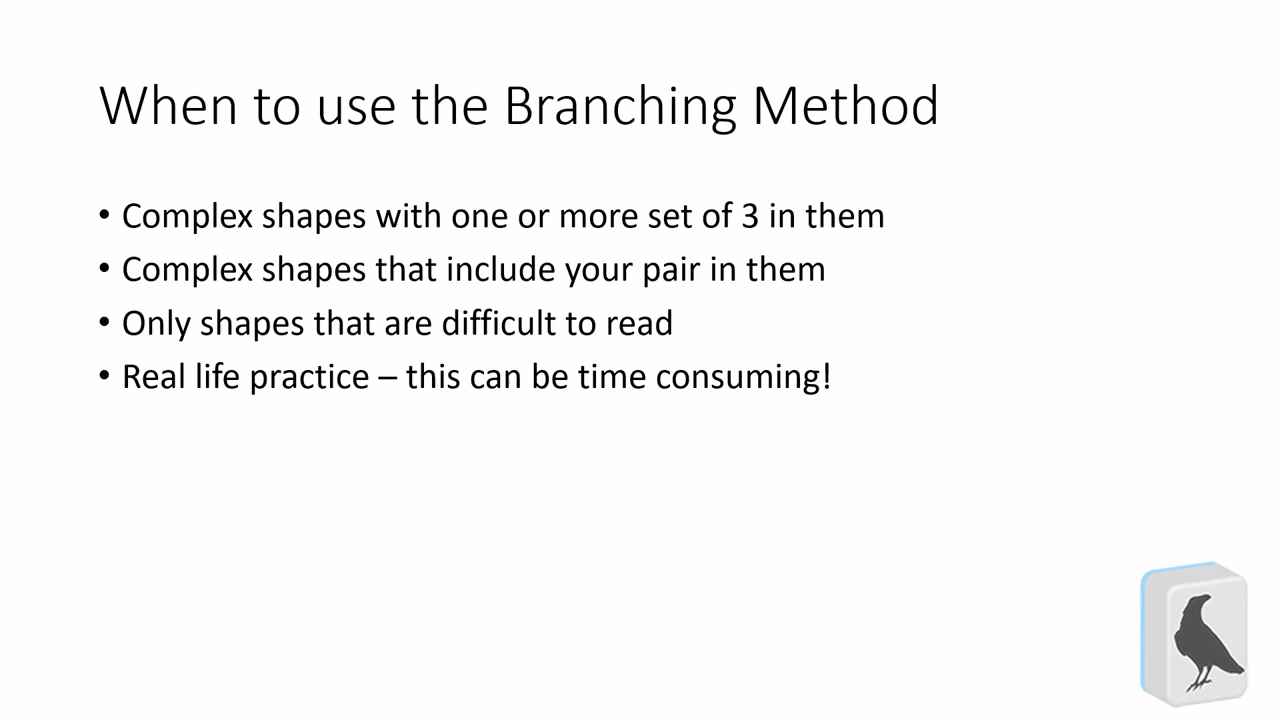 When to use the Branching Method
• Complex shapes with one or more set of 3 in them
• Complex shapes that include your pair in them
• Only shapes that are difficult to read
• Real life practice – this can be time consuming!